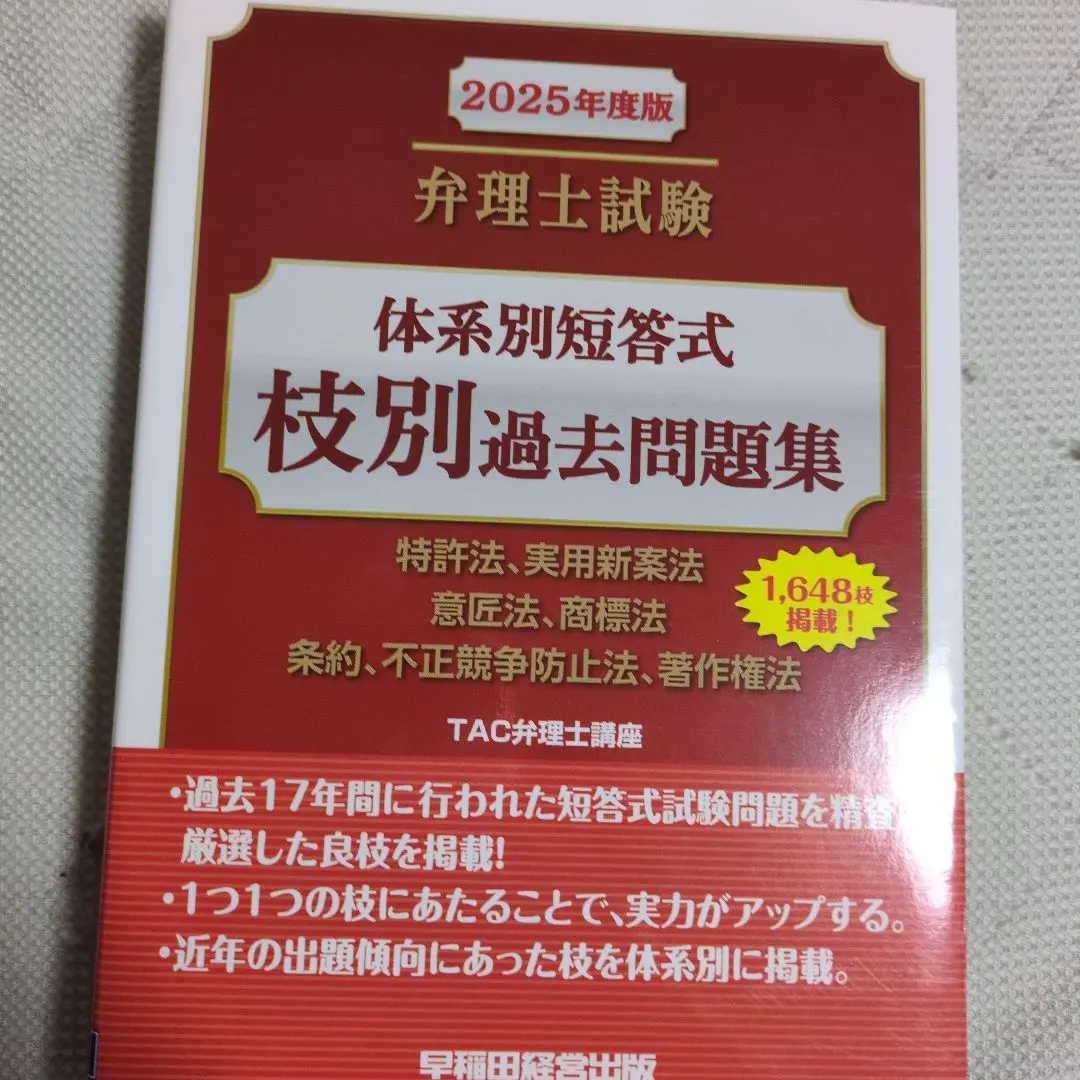 2025年度版
弁理士試験
体系別短答式
枝別過去問題集
特許法、実用新案法
意匠法、商標法
条約、不正競争防止法、著作権法
1,648枝
掲載!
TAC弁理士講座
・過去17年間に行われた短答式試験問題を精査
厳選した良枝を掲載!
・1つ1つの枝にあたることで、実力がアップする。
・近年の出題傾向にあった枝を体系別に掲載。
早稲田経営出版